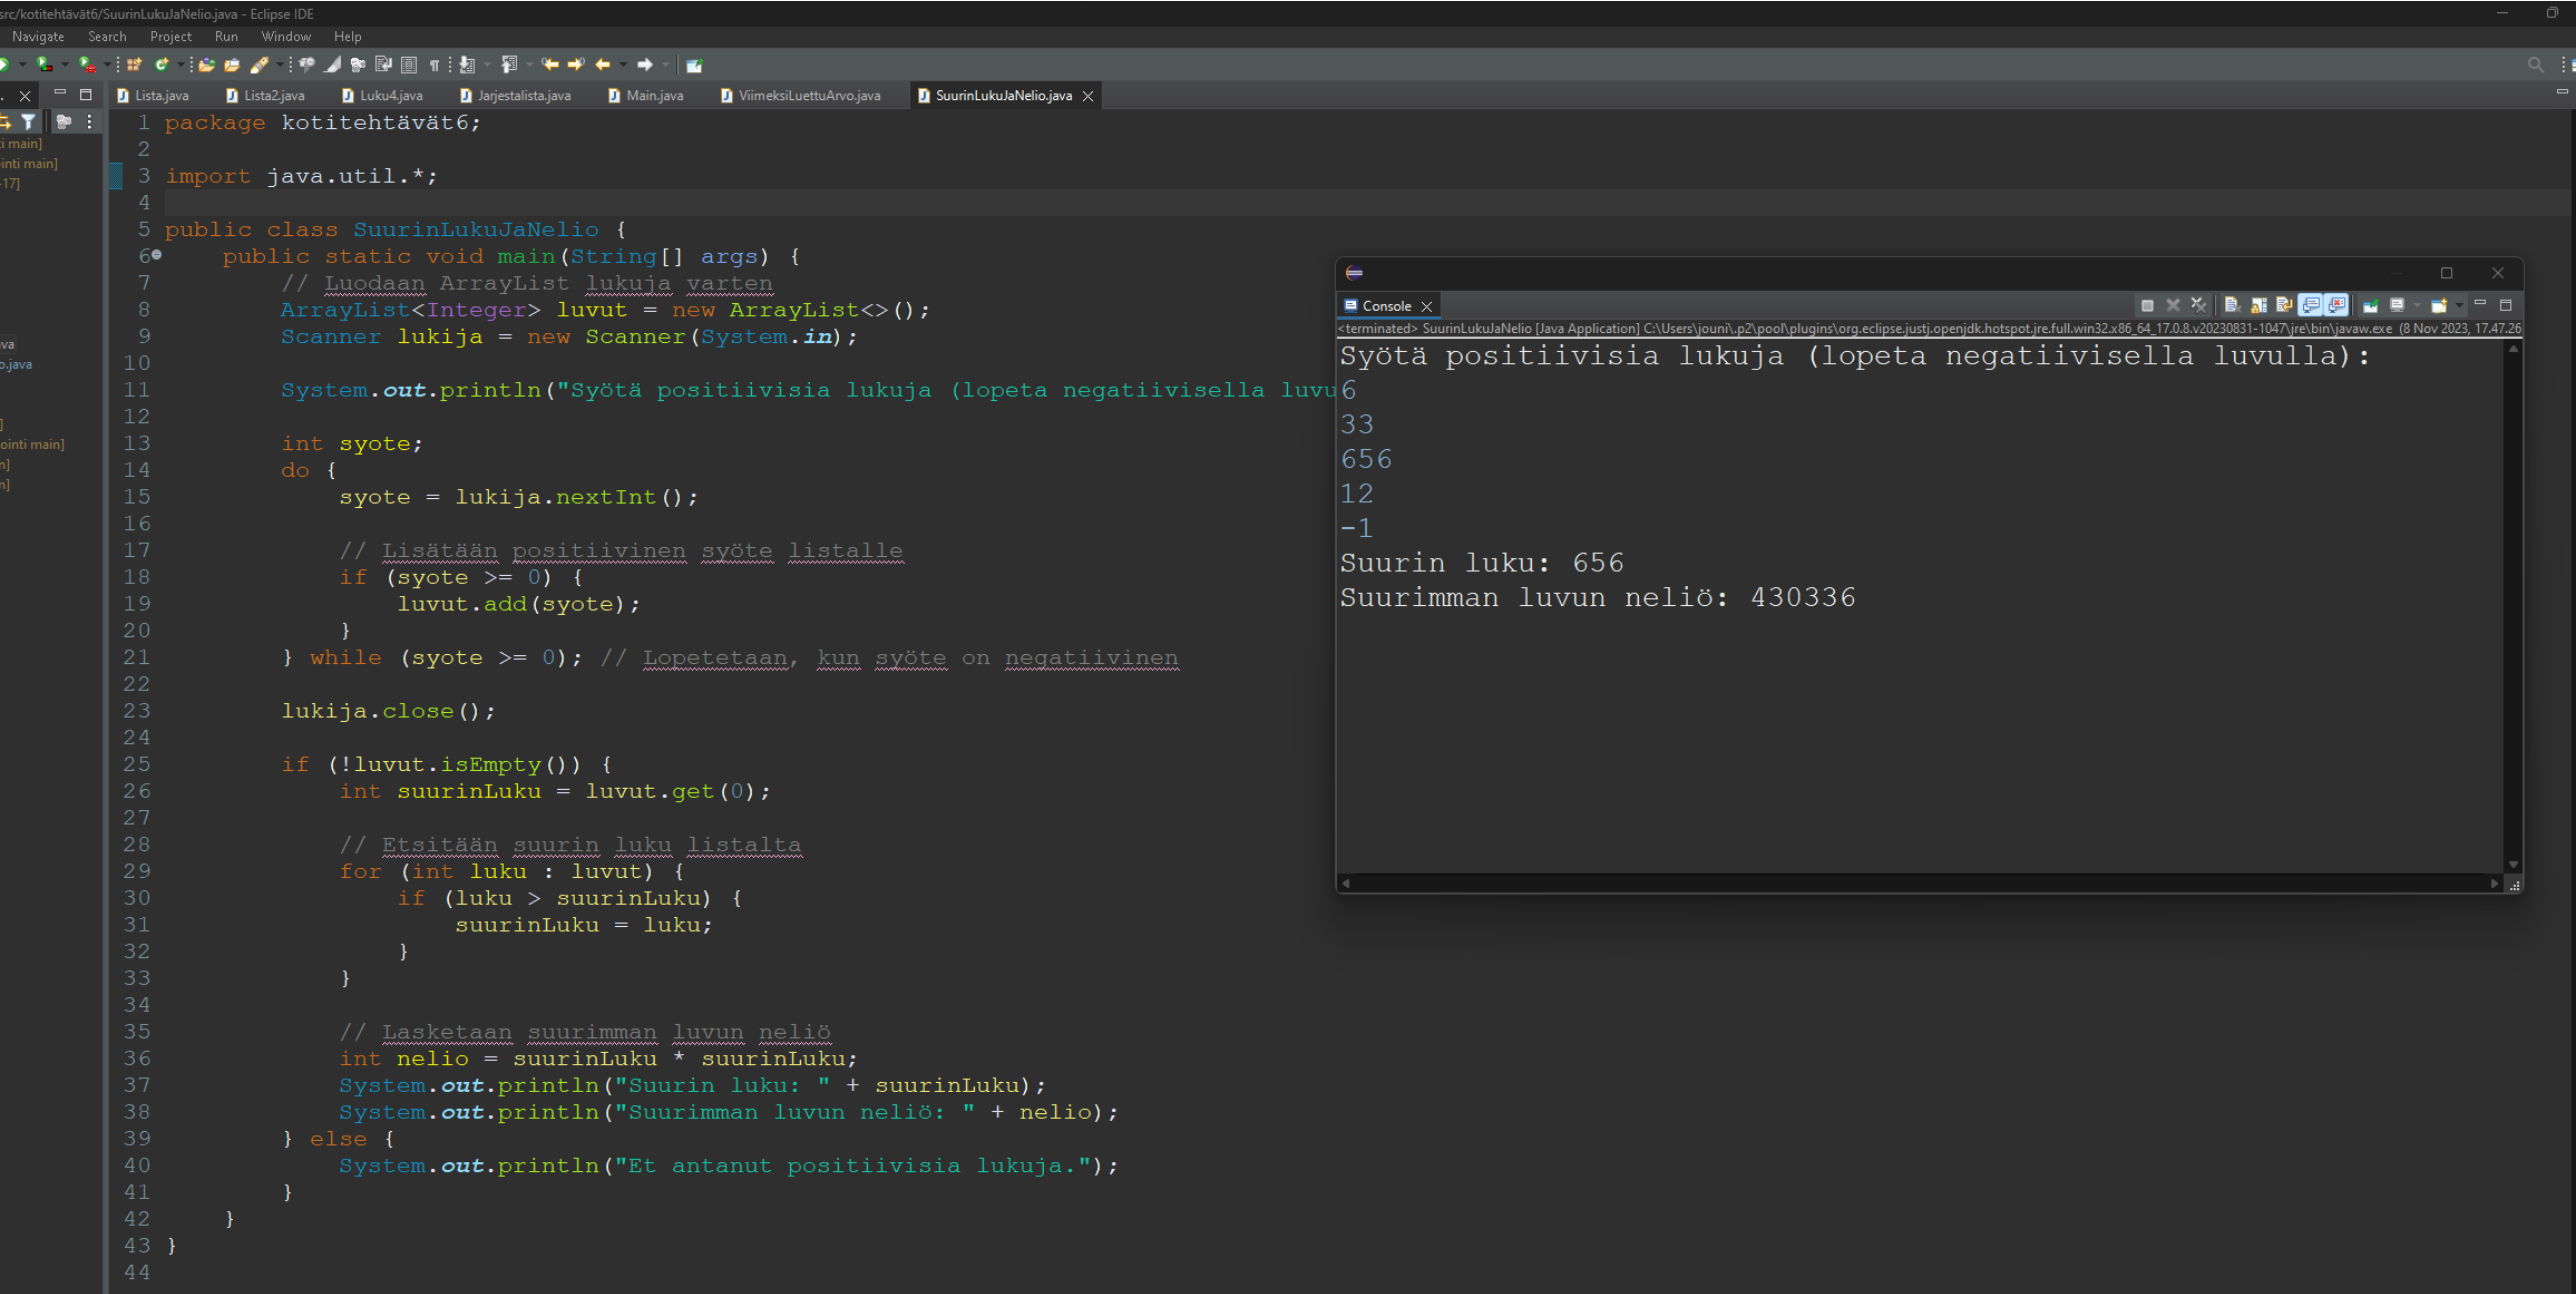 src/kotitehtävät6/SuurinLukuJaNelio.java - Eclipse IDE
Navigate Search Project Run Window Help
Lista.java Lista2.java Luku4.java Jarjestalista.java Main.java ViimeksiLuettuArvo.java SuurinLukuJaNelio.java
main]
main]
17]
o.java
main]
1 package kotitehtävät6;
2
3 import java.util.*;
4
5 public class SuurinLukuJaNelio {
6 public static void main(String[] args) {
7 // Luodaan ArrayList lukuja varten
8 ArrayList<Integer> luvut = new ArrayList<>();
9 Scanner lukija = new Scanner(System.in);
10
11 System.out.println("Syötä positiivisia lukuja (lopeta negatiivisella luvu
12
13 int syote;
14 do {
15 syote = lukija.nextInt();
16
17 // Lisätään positiivinen syöte listalle
18 if (syote >= 0) {
19 luvut.add(syote);
20 }
21 } while (syote >= 0); // Lopetetaan, kun syöte on negatiivinen
22
23 lukija.close();
24
25 if (!luvut.isEmpty()) {
26 int suurinLuku = luvut.get(0);
27
28 // Etsitään suurin luku listalta
29 for (int luku : luvut) {
30 if (luku > suurinLuku) {
31 suurinLuku = luku;
32 }
33 }
34
35 // Lasketaan suurimman luvun neliö
36 int nelio = suurinLuku * suurinLuku;
37 System.out.println("Suurin luku: " + suurinLuku);
38 System.out.println("Suurimman luvun neliö: " + nelio);
39 } else {
40 System.out.println("Et antanut positiivisia lukuja.");
41 }
42 }
43 }
44
Console
<terminated> SuurinLukuJaNelio [Java Application] C:\Users\jouni\.p2\pool\plugins\org.eclipse.justj.openjdk.hotspot.jre.full.win32.x86_64_17.0.8.v20230831-1047\jre\bin\javaw.exe (8 Nov 2023, 17.47.26
Syötä positiivisia lukuja (lopeta negatiivisella luvulla):
6
33
656
12
-1
Suurin luku: 656
Suurimman luvun neliö: 430336